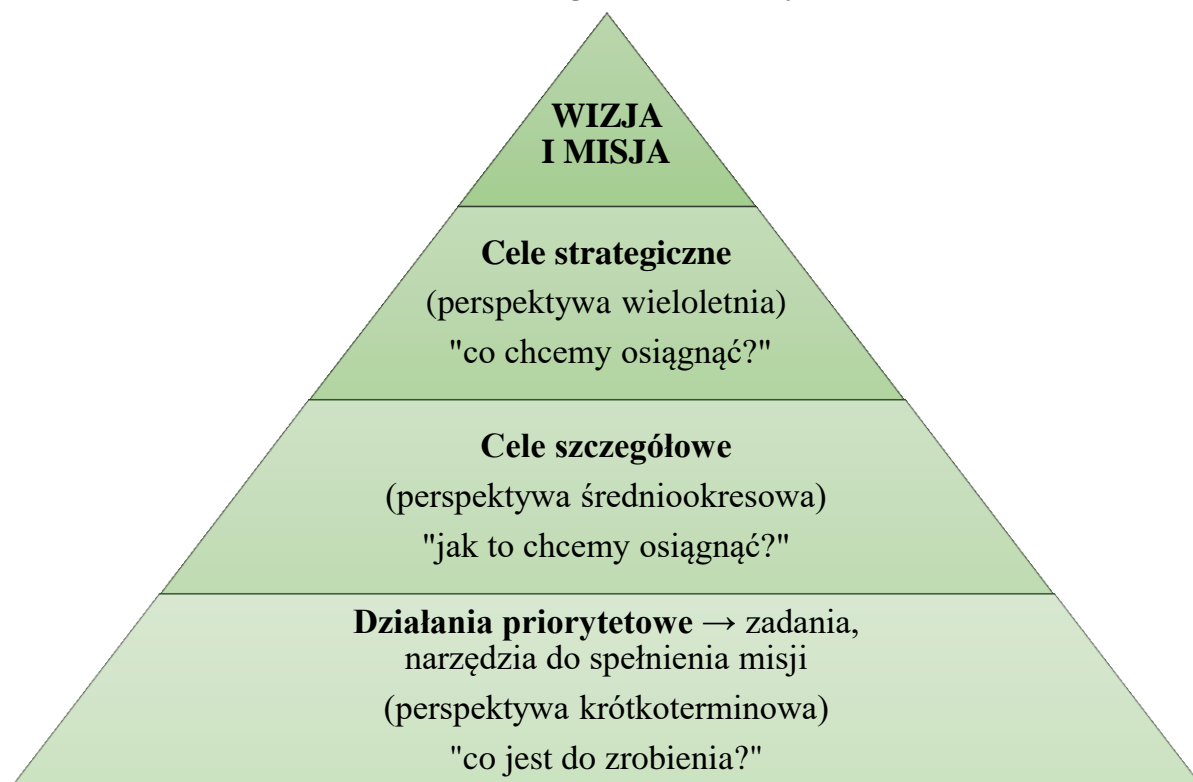 WIZJA
I MISJA
Cele strategiczne
(perspektywa wieloletnia)
"co chcemy osiągnąć?"
Cele szczegółowe
(perspektywa średniookresowa)
"jak to chcemy osiągnąć?"
Działania priorytetowe → zadania,
narzędzia do spełnienia misji
(perspektywa krótkoterminowa)
"co jest do zrobienia?"